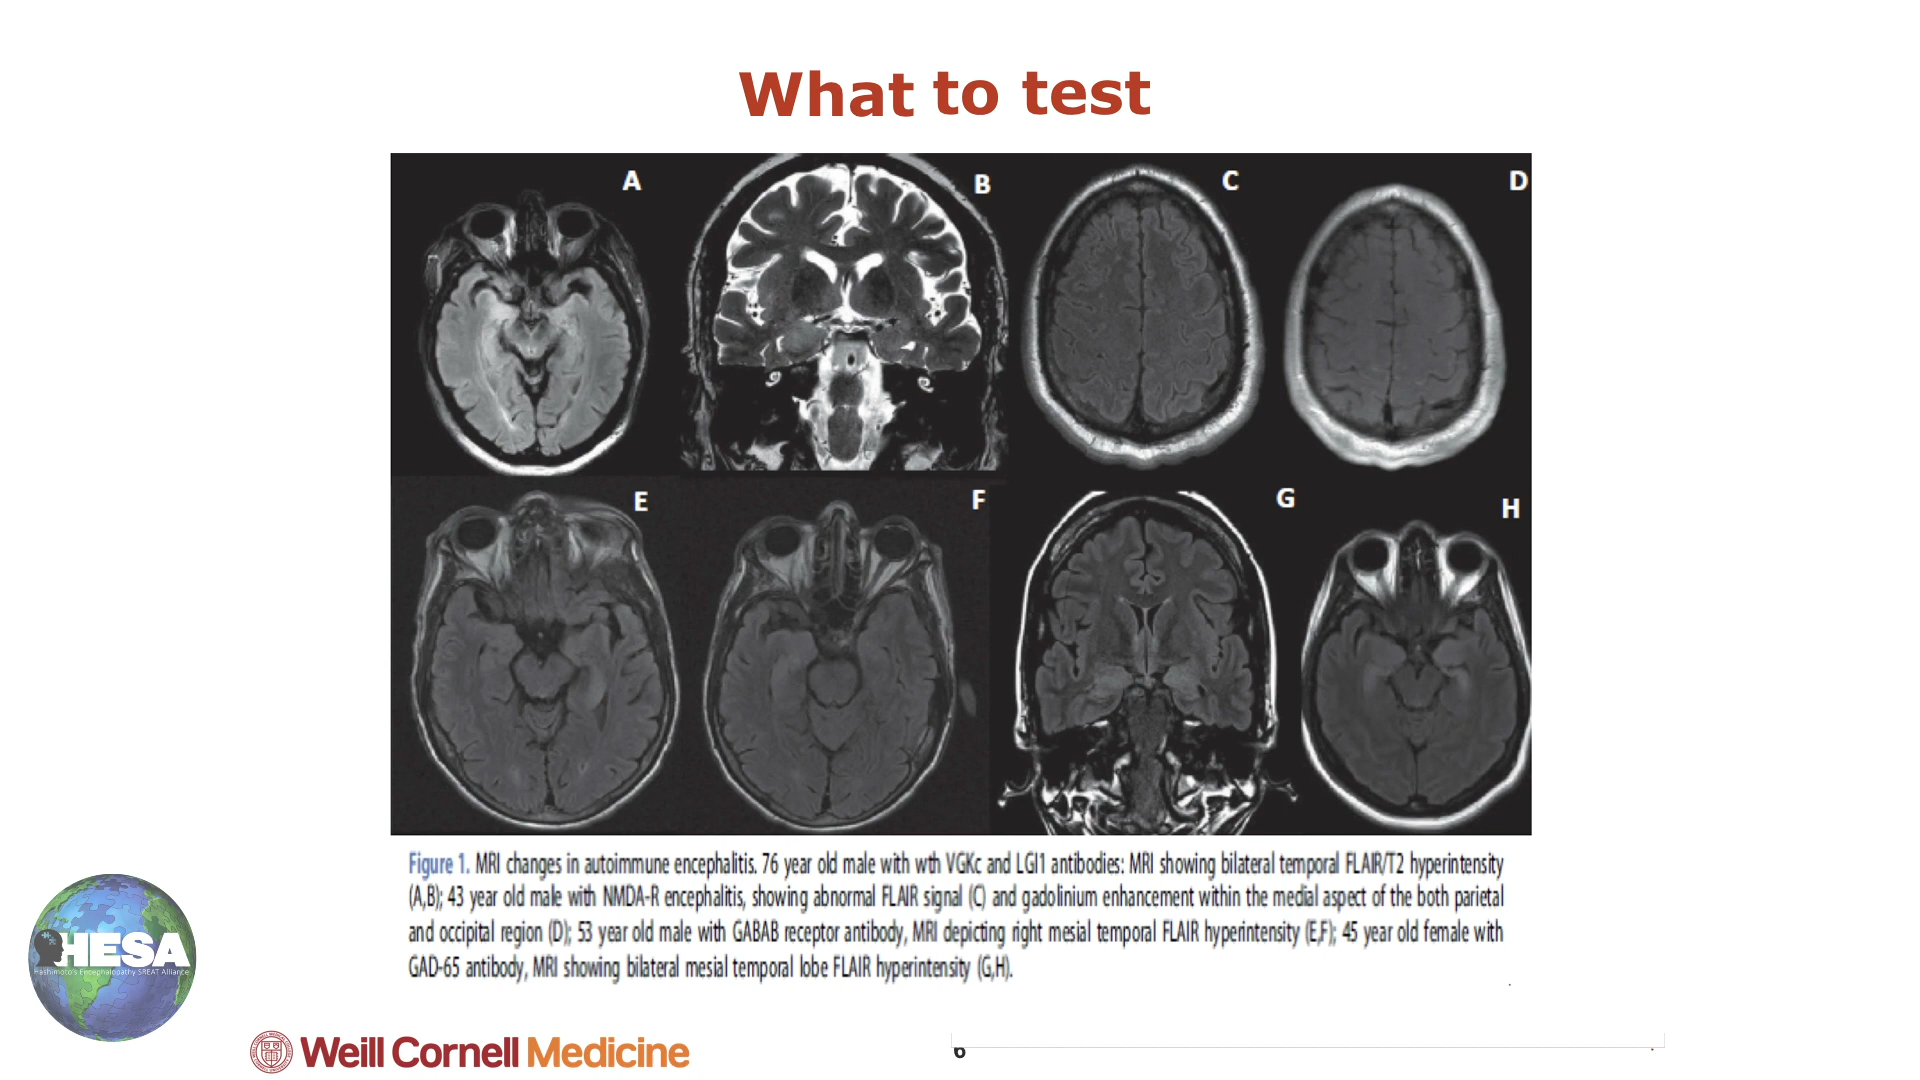 What to test
A
B
C
D
E
F
G
H
Figure 1. MRI changes in autoimmune encephalitis. 76 year old male with wth VGKc and LGI1 antibodies: MRI showing bilateral temporal FLAIR/T2 hyperintensity
(A,B); 43 year old male with NMDA-R encephalitis, showing abnormal FLAIR signal (C) and gadolinium enhancement within the medial aspect of the both parietal
and occipital region (D); 53 year old male with GABAB receptor antibody, MRI depicting right mesial temporal FLAIR hyperintensity (E,F); 45 year old female with
GAD-65 antibody, MRI showing bilateral mesial temporal lobe FLAIR hyperintensity (G,H).
HESA
Hashimoto's Encephalopathy SREAT Alliance
Weill Cornell Medicine
6